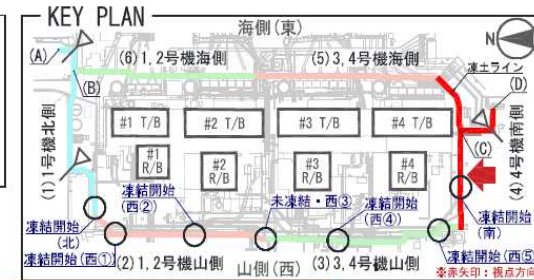 KEY PLAN
海側(東)
N
(A)
(6)1,2号機海側
(5)3,4号機海側
凍土ライン
(B)
(D)
#1 T/B
#2 T/B
#3 T/B
#4 T/B
(C)
(1)1号機北側
#1
R/B
#2
R/B
#3
R/B
#4
R/B
(4)4号機南側
凍結開始
(西②)
未凍結・西③
凍結開始
(西④)
凍結開始
(北)
凍結開始
(南)
凍結開始(西①)
(2)1,2号機山側
山側(西)
(3)3,4号機山側
凍結開始(西⑤)
※赤矢印:視点方向